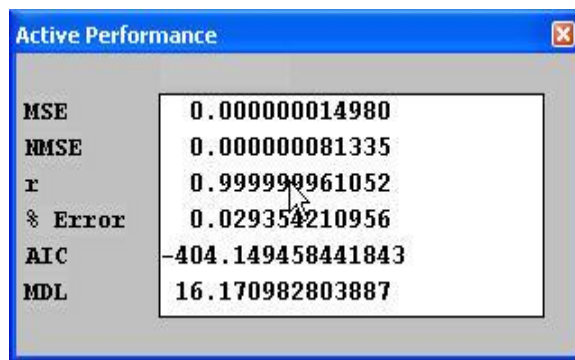 Active Performance
MSE 0.000000014980
NMSE 0.000000081335
r 0.999999961052
% Error 0.029354210956
AIC -404.149458441843
MDL 16.170982803887